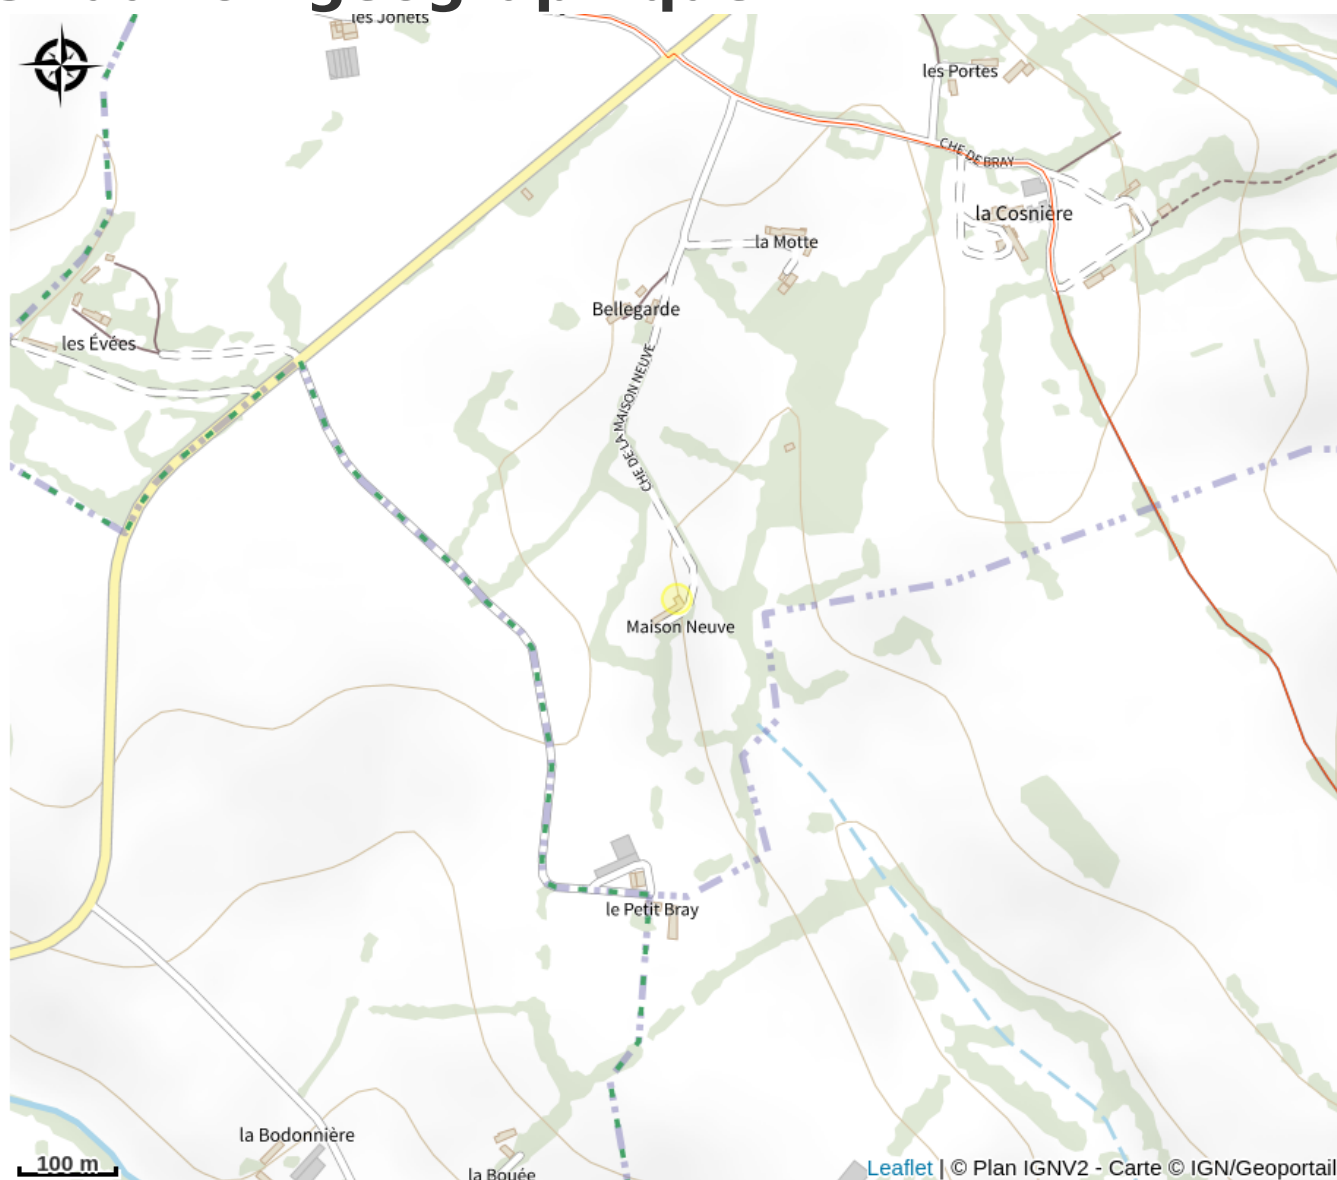 les Jonets
les Portes
CHE DE BRAY
la Cosnière
la Motte
Bellegarde
les Évées
CHE DE LA MAISON NEUVE
Maison Neuve
le Petit Bray
la Bodonnière
la Bouée
100 m
Leaflet | © Plan IGNV2 - Carte © IGN/Geoportail